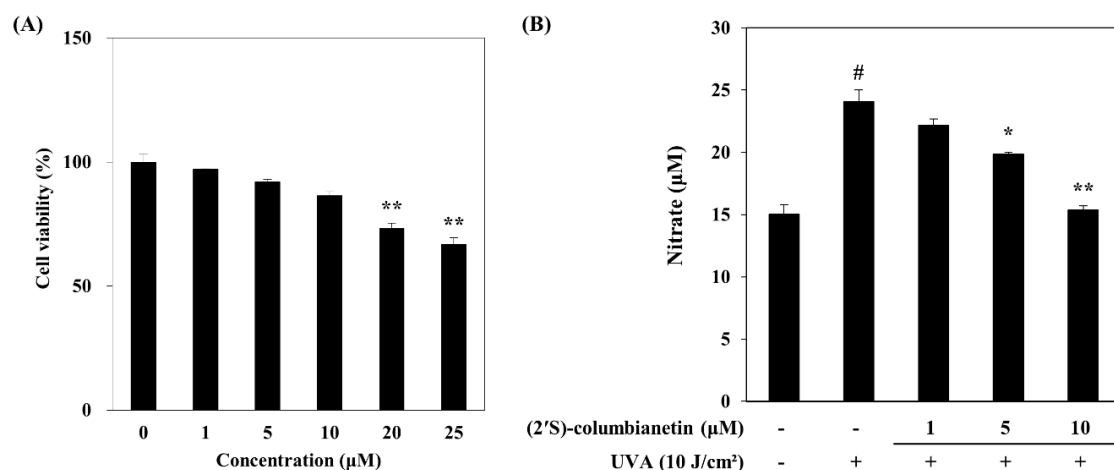 (A)
150
100
50
0
Cell viability (%)
** **
0 1 5 10 20 25
Concentration (μM)
(B)
30
25
20
15
10
5
0
Nitrate (μM)
#
*
**
(2′S)-columbianetin (μM) - - 1 5 10
UVA (10 J/cm²) - + + + +